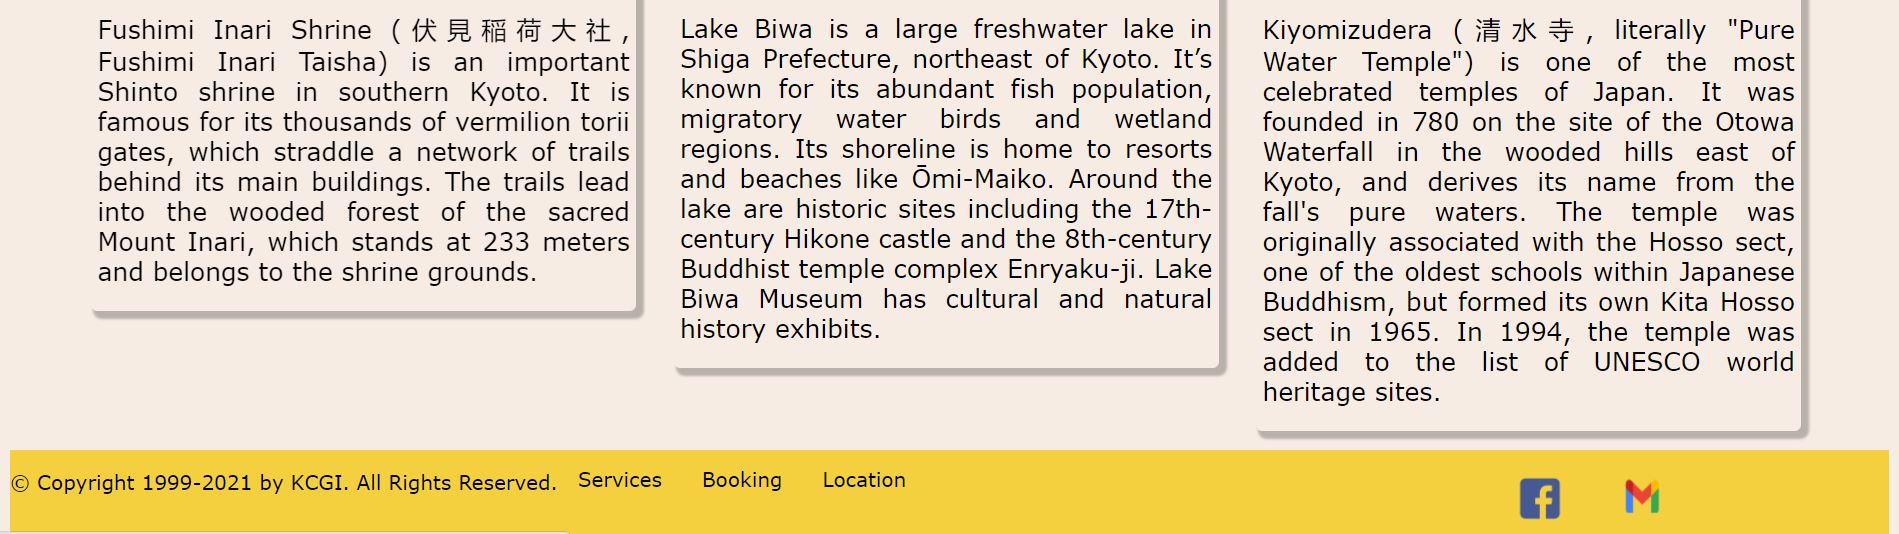 Fushimi Inari Shrine (伏見稲荷大社,
Fushimi Inari Taisha) is an important
Shinto shrine in southern Kyoto. It is
famous for its thousands of vermilion torii
gates, which straddle a network of trails
behind its main buildings. The trails lead
into the wooded forest of the sacred
Mount Inari, which stands at 233 meters
and belongs to the shrine grounds.
Lake Biwa is a large freshwater lake in
Shiga Prefecture, northeast of Kyoto. It’s
known for its abundant fish population,
migratory water birds and wetland
regions. Its shoreline is home to resorts
and beaches like Ōmi-Maiko. Around the
lake are historic sites including the 17th-
century Hikone castle and the 8th-century
Buddhist temple complex Enryaku-ji. Lake
Biwa Museum has cultural and natural
history exhibits.
Kiyomizudera (清水寺, literally "Pure
Water Temple") is one of the most
celebrated temples of Japan. It was
founded in 780 on the site of the Otowa
Waterfall in the wooded hills east of
Kyoto, and derives its name from the
fall's pure waters. The temple was
originally associated with the Hosso sect,
one of the oldest schools within Japanese
Buddhism, but formed its own Kita Hosso
sect in 1965. In 1994, the temple was
added to the list of UNESCO world
heritage sites.
© Copyright 1999-2021 by KCGI. All Rights Reserved. Services Booking Location